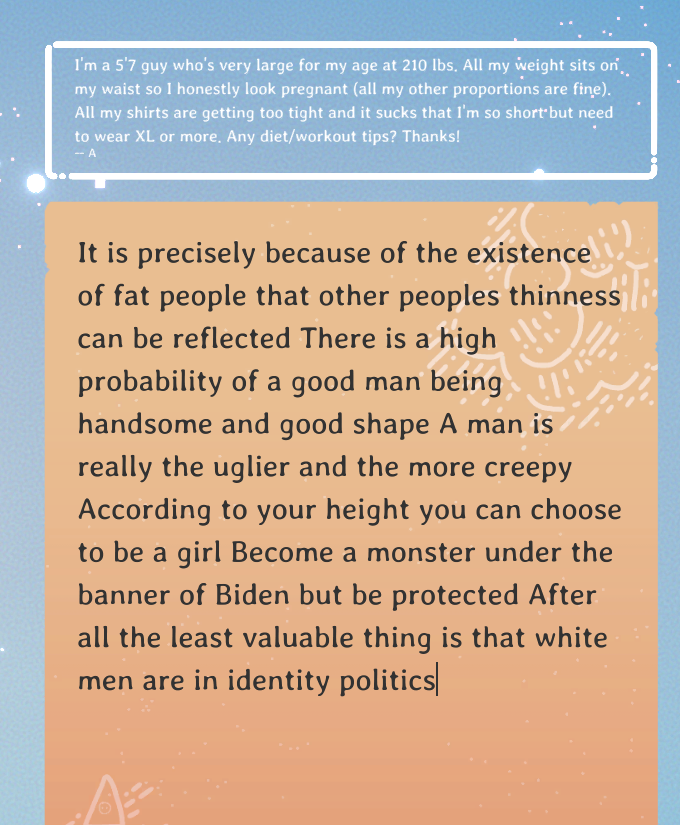 I'm a 5'7 guy who's very large for my age at 210 lbs. All my weight sits on
my waist so I honestly look pregnant (all my other proportions are fine).
All my shirts are getting too tight and it sucks that I'm so short but need
to wear XL or more. Any diet/workout tips? Thanks!
-- A
It is precisely because of the existence
of fat people that other peoples thinness
can be reflected There is a high
probability of a good man being
handsome and good shape A man is
really the uglier and the more creepy
According to your height you can choose
to be a girl Become a monster under the
banner of Biden but be protected After
all the least valuable thing is that white
men are in identity politics